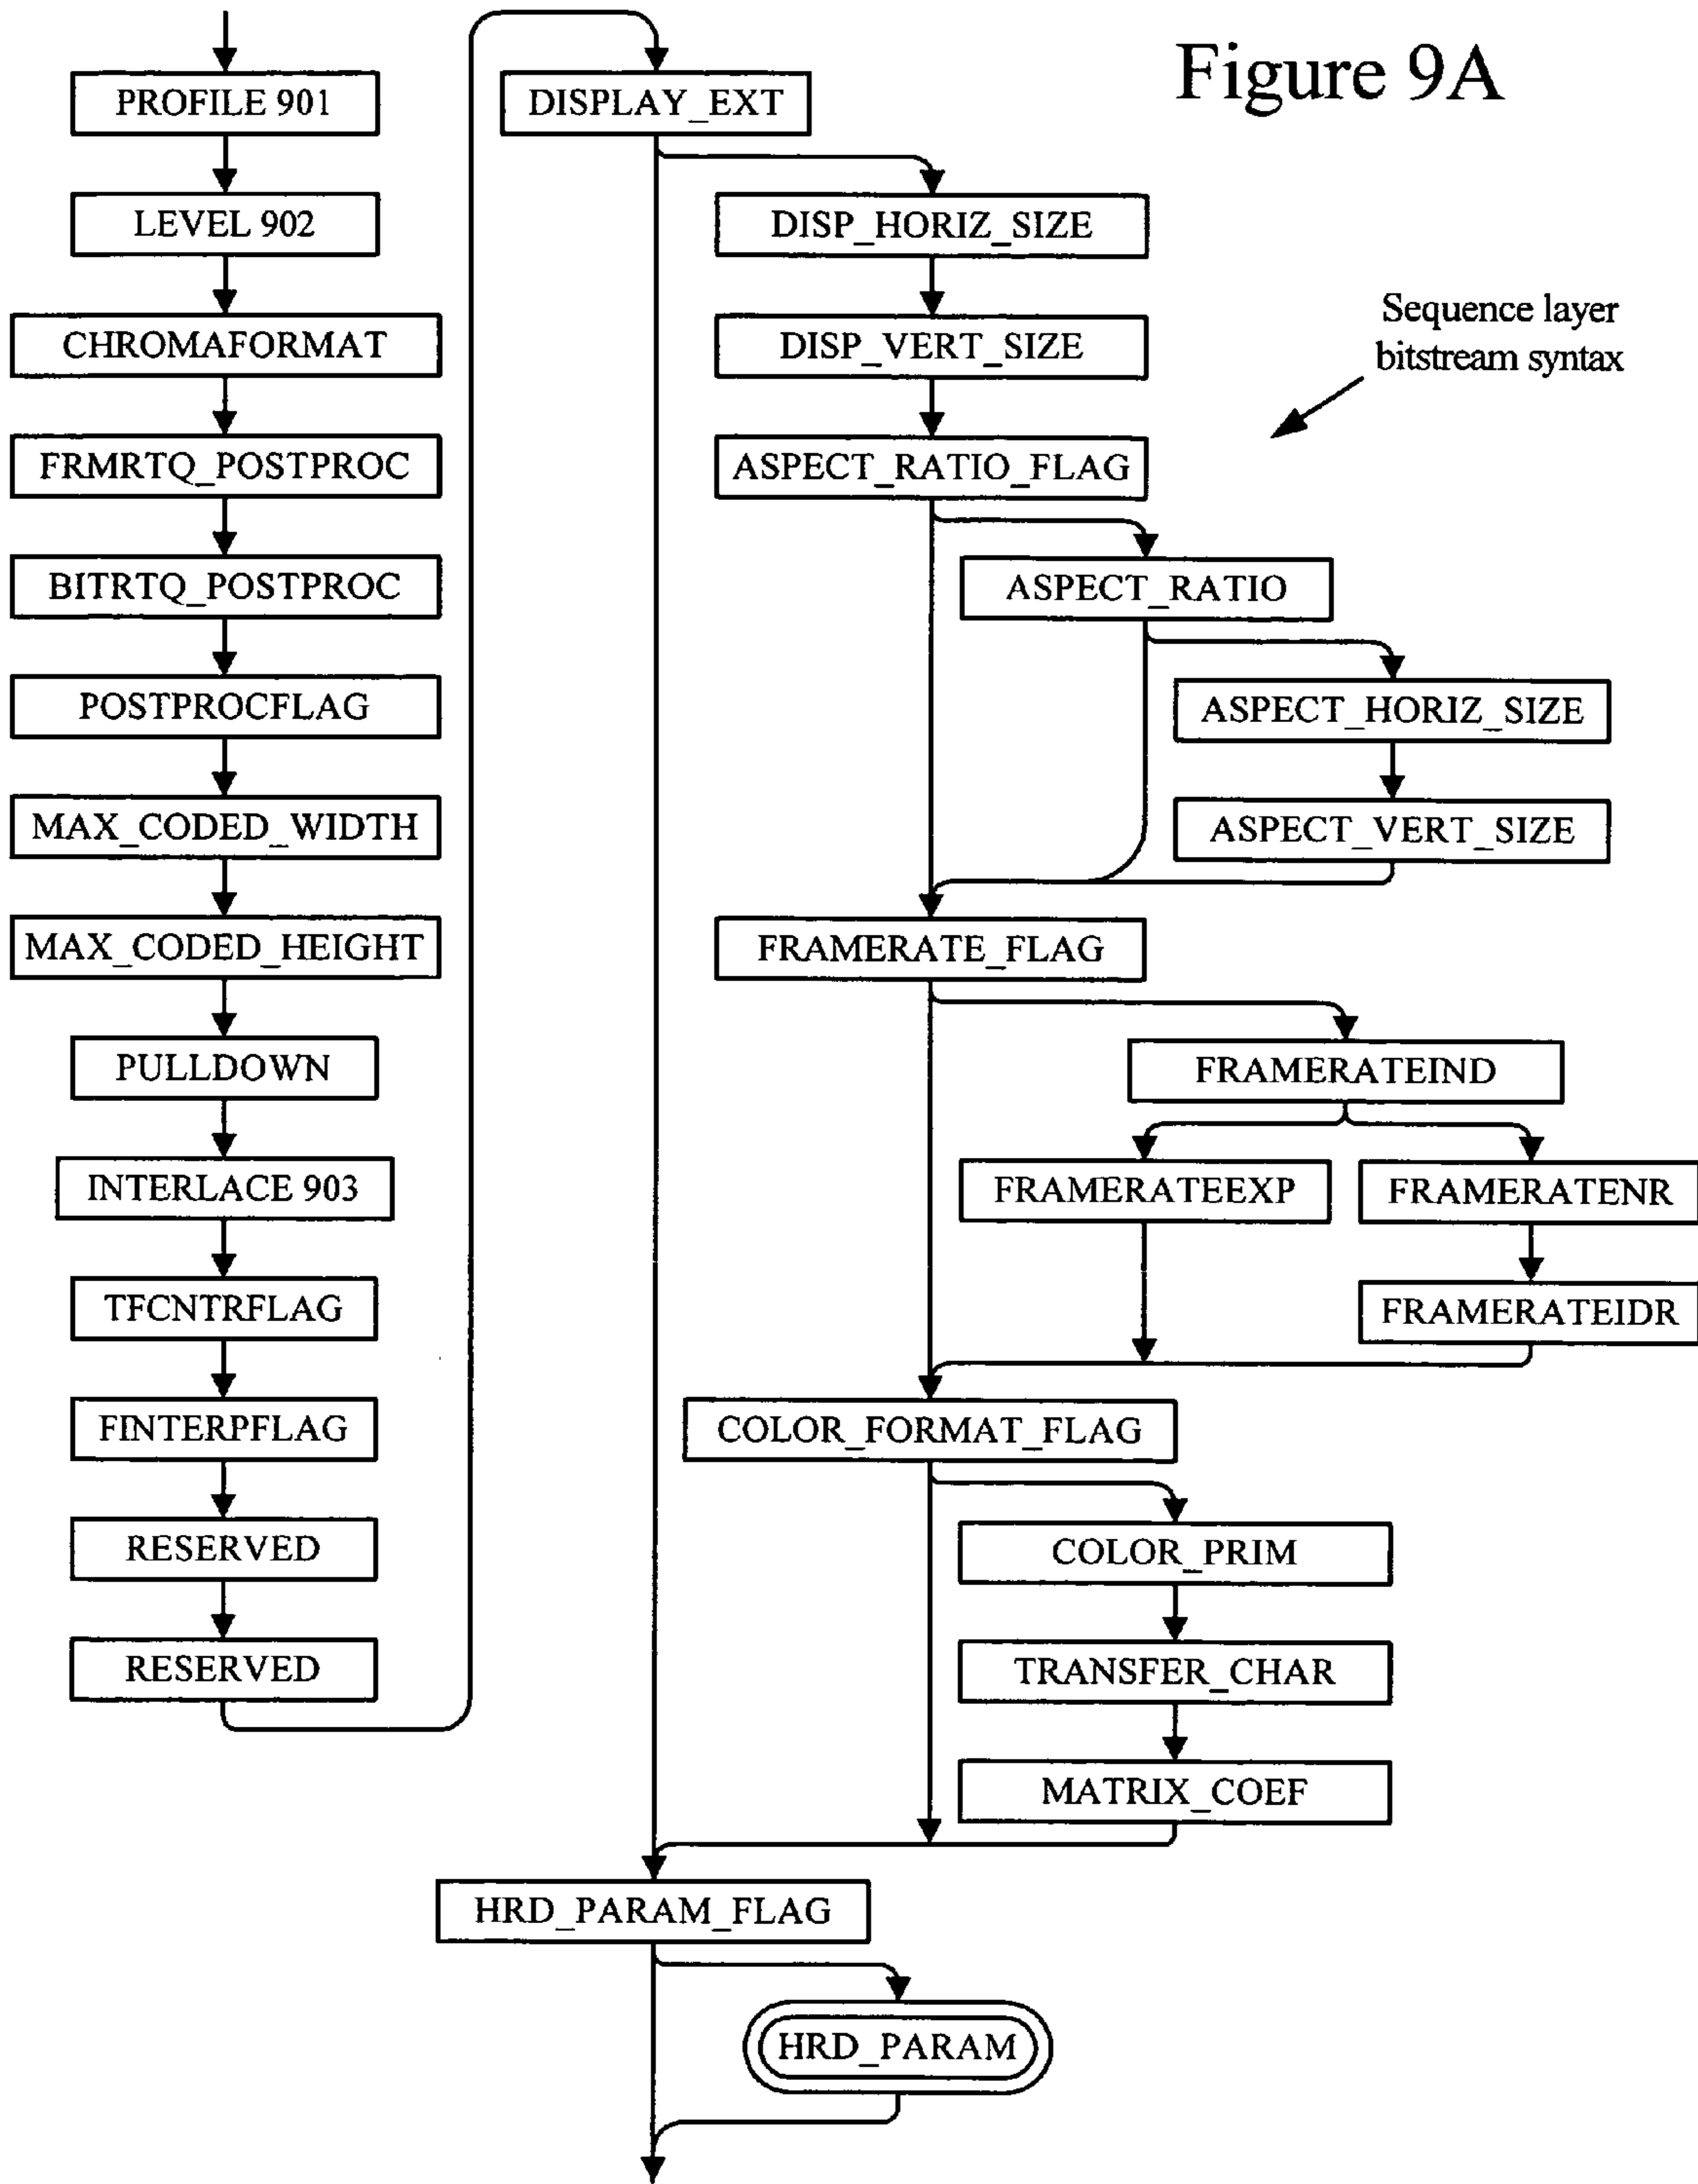 Figure 9A
PROFILE 901
LEVEL 902
CHROMAFORMAT
FRMRTQ_POSTPROC
BITRTQ_POSTPROC
POSTPROCFLAG
MAX_CODED_WIDTH
MAX_CODED_HEIGHT
PULLDOWN
INTERLACE 903
TFCNTRFLAG
FINTERPFLAG
RESERVED
RESERVED
DISPLAY_EXT
DISP_HORIZ_SIZE
DISP_VERT_SIZE
ASPECT_RATIO_FLAG
ASPECT_RATIO
ASPECT_HORIZ_SIZE
ASPECT_VERT_SIZE
FRAMERATE_FLAG
FRAMERATEIND
FRAMERATEEXP
FRAMERATENR
FRAMERATEIDR
COLOR_FORMAT_FLAG
COLOR_PRIM
TRANSFER_CHAR
MATRIX_COEF
HRD_PARAM_FLAG
HRD_PARAM
Sequence layer
bitstream syntax